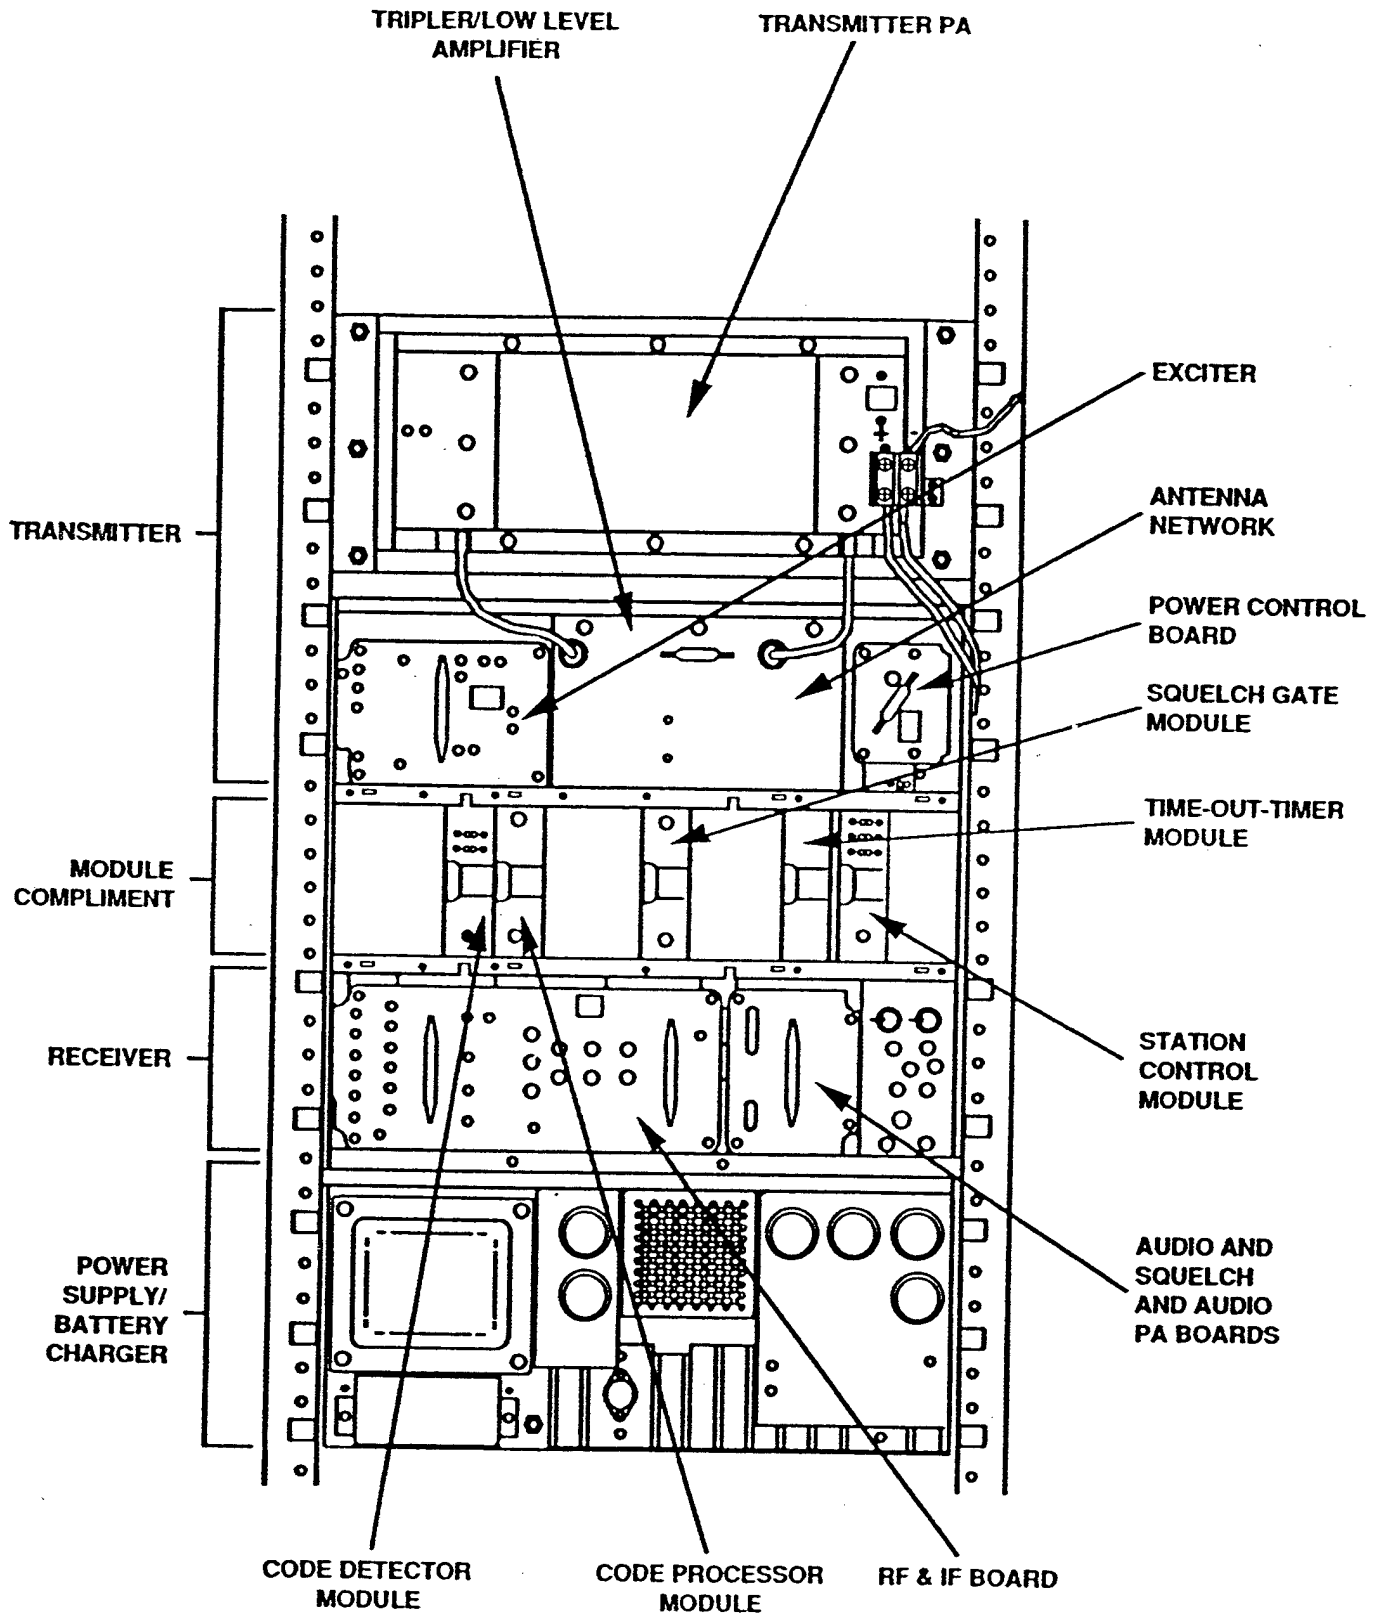 TRIPLER/LOW LEVEL
AMPLIFIER
TRANSMITTER PA
EXCITER
ANTENNA
NETWORK
TRANSMITTER
POWER CONTROL
BOARD
SQUELCH GATE
MODULE
TIME-OUT-TIMER
MODULE
MODULE
COMPLIMENT
RECEIVER
STATION
CONTROL
MODULE
POWER
SUPPLY/
BATTERY
CHARGER
AUDIO AND
SQUELCH
AND AUDIO
PA BOARDS
CODE DETECTOR
MODULE
CODE PROCESSOR
MODULE
RF & IF BOARD